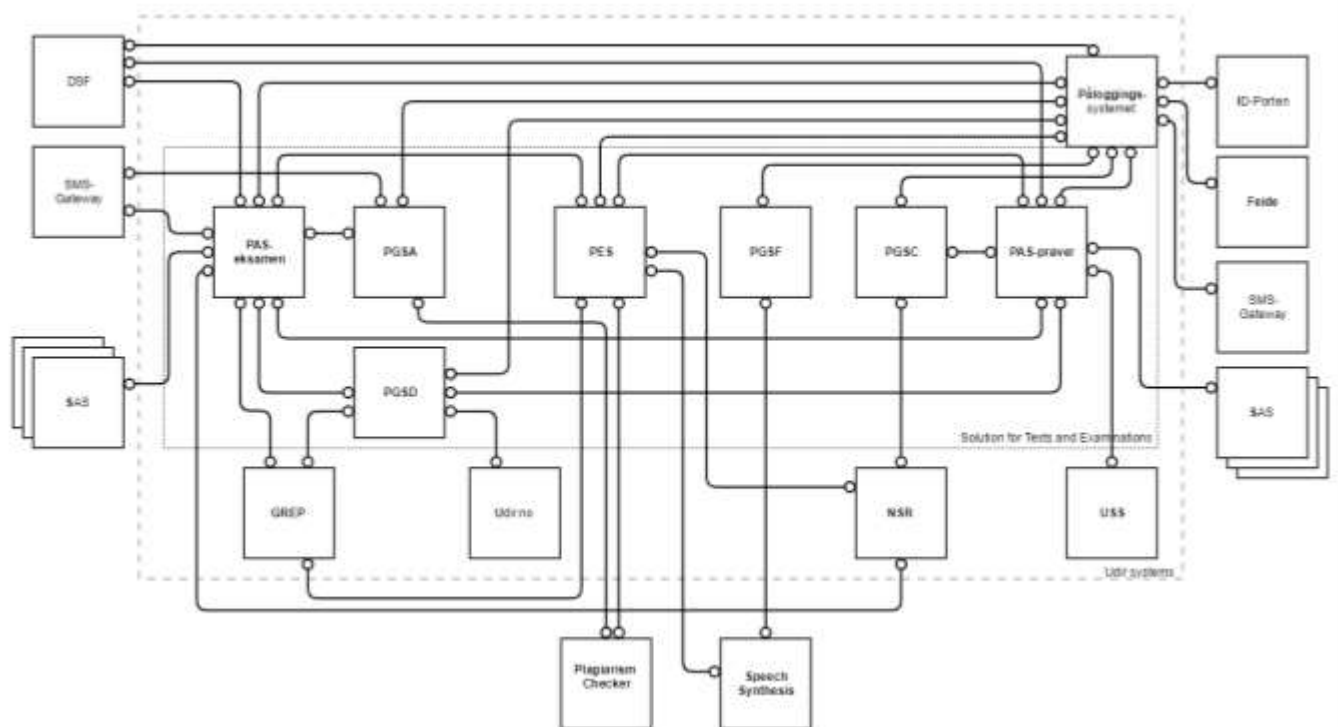 DSF
Påloggings-
systemet
ID-Porten
SMS-
Gateway
Feide
PAS-
eksamen
PGSA
PES
PGSF
PGSC
PAS-prøver
SMS-
Gateway
SAS
PGSD
SAS
Solution for Tests and Examinations
GREP
Udir.no
NSR
USS
Udir systems
Plagiarism
Checker
Speech
Synthesis